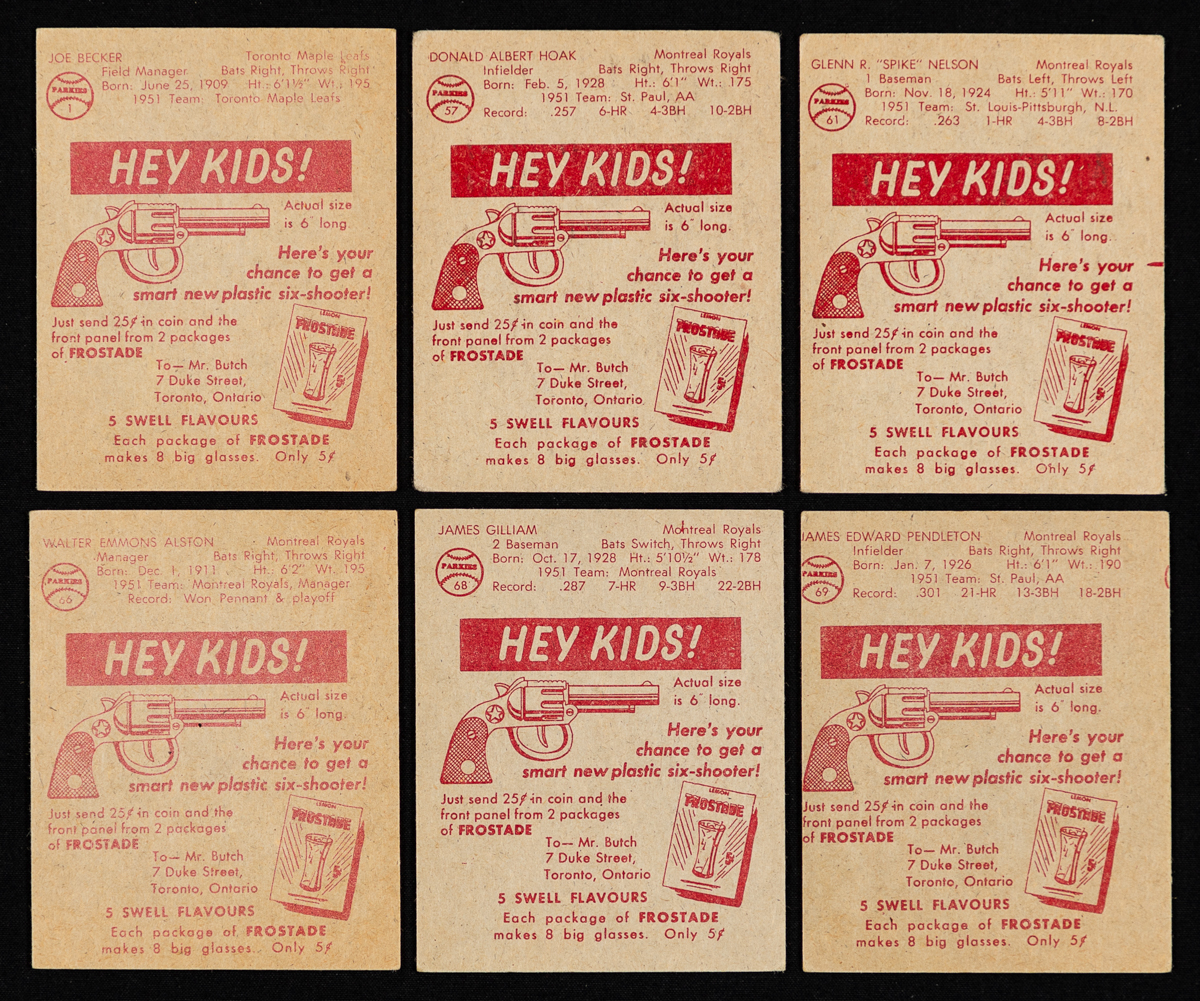 JOE BECKER Toronto Maple Leafs
Field Manager Bats Right, Throws Right
Born: June 25, 1909 Ht.: 6'1½" Wt.: 195
1951 Team: Toronto Maple Leafs
PARKIES
1
HEY KIDS!
Actual size
is 6" long.
Here's your
chance to get a
smart new plastic six-shooter!
Just send 25¢ in coin and the
front panel from 2 packages
of FROSTADE
To— Mr. Butch
7 Duke Street,
Toronto, Ontario
LEMON
FROSTADE
5¢
5 SWELL FLAVOURS
Each package of FROSTADE
makes 8 big glasses. Only 5¢
DONALD ALBERT HOAK Montreal Royals
Infielder Bats Right, Throws Right
Born: Feb. 5, 1928 Ht.: 6'1" Wt.: 175
1951 Team: St. Paul, AA
Record: .257 6-HR 4-3BH 10-2BH
PARKIES
57
HEY KIDS!
Actual size
is 6" long.
Here's your
chance to get a
smart new plastic six-shooter!
Just send 25¢ in coin and the
front panel from 2 packages
of FROSTADE
To— Mr. Butch
7 Duke Street,
Toronto, Ontario
LEMON
FROSTADE
5¢
5 SWELL FLAVOURS
Each package of FROSTADE
makes 8 big glasses. Only 5¢
GLENN R. "SPIKE" NELSON Montreal Royals
1 Baseman Bats Left, Throws Left
Born: Nov. 18, 1924 Ht.: 5'11" Wt.: 170
1951 Team: St. Louis-Pittsburgh, N.L.
Record: .263 1-HR 4-3BH 8-2BH
PARKIES
61
HEY KIDS!
Actual size
is 6" long.
Here's your
chance to get a
smart new plastic six-shooter!
Just send 25¢ in coin and the
front panel from 2 packages
of FROSTADE
To— Mr. Butch
7 Duke Street,
Toronto, Ontario
LEMON
FROSTADE
5¢
5 SWELL FLAVOURS
Each package of FROSTADE
makes 8 big glasses. Only 5¢
WALTER EMMONS ALSTON Montreal Royals
Manager Bats Right, Throws Right
Born: Dec. 1, 1911 Ht.: 6'2" Wt. 195
1951 Team: Montreal Royals, Manager
Record: Won Pennant & playoff
PARKIES
66
HEY KIDS!
Actual size
is 6" long.
Here's your
chance to get a
smart new plastic six-shooter!
Just send 25¢ in coin and the
front panel from 2 packages
of FROSTADE
To— Mr. Butch
7 Duke Street,
Toronto, Ontario
LEMON
FROSTADE
5¢
5 SWELL FLAVOURS
Each package of FROSTADE
makes 8 big glasses. Only 5¢
JAMES GILLIAM Montreal Royals
2 Baseman Bats Switch, Throws Right
Born: Oct. 17, 1928 Ht.: 5'10½" Wt.: 178
1951 Team: Montreal Royals
Record: .287 7-HR 9-3BH 22-2BH
PARKIES
68
HEY KIDS!
Actual size
is 6" long.
Here's your
chance to get a
smart new plastic six-shooter!
Just send 25¢ in coin and the
front panel from 2 packages
of FROSTADE
To— Mr. Butch
7 Duke Street,
Toronto, Ontario
LEMON
FROSTADE
5¢
5 SWELL FLAVOURS
Each package of FROSTADE
makes 8 big glasses. Only 5¢
JAMES EDWARD PENDLETON Montreal Royals
Infielder Bats Right, Throws Right
Born: Jan. 7, 1926 Ht.: 6'1" Wt.: 190
1951 Team: St. Paul, AA
Record: .301 21-HR 13-3BH 18-2BH
PARKIES
69
HEY KIDS!
Actual size
is 6" long.
Here's your
chance to get a
smart new plastic six-shooter!
Just send 25¢ in coin and the
front panel from 2 packages
of FROSTADE
To— Mr. Butch
7 Duke Street,
Toronto, Ontario
LEMON
FROSTADE
5¢
5 SWELL FLAVOURS
Each package of FROSTADE
makes 8 big glasses. Only 5¢